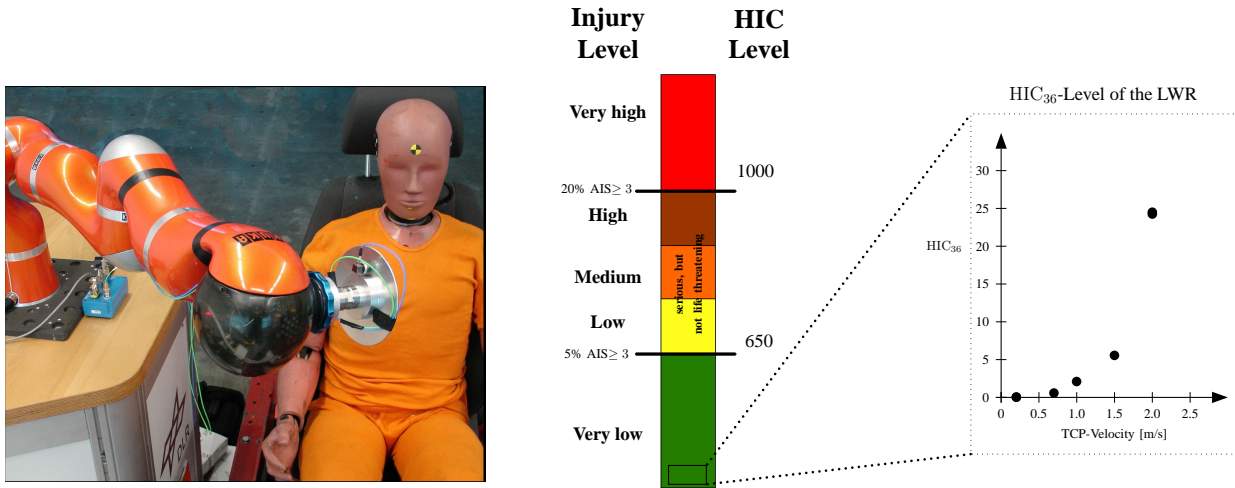 Injury
Level
HIC
Level
Very high
1000
20% AIS≥ 3
High
Medium
serious, but
not life threatening
Low
650
5% AIS≥ 3
Very low
HIC36-Level of the LWR
30
25
20
HIC36
15
10
5
0
0 0.5 1.0 1.5 2.0 2.5
TCP-Velocity [m/s]
DLR